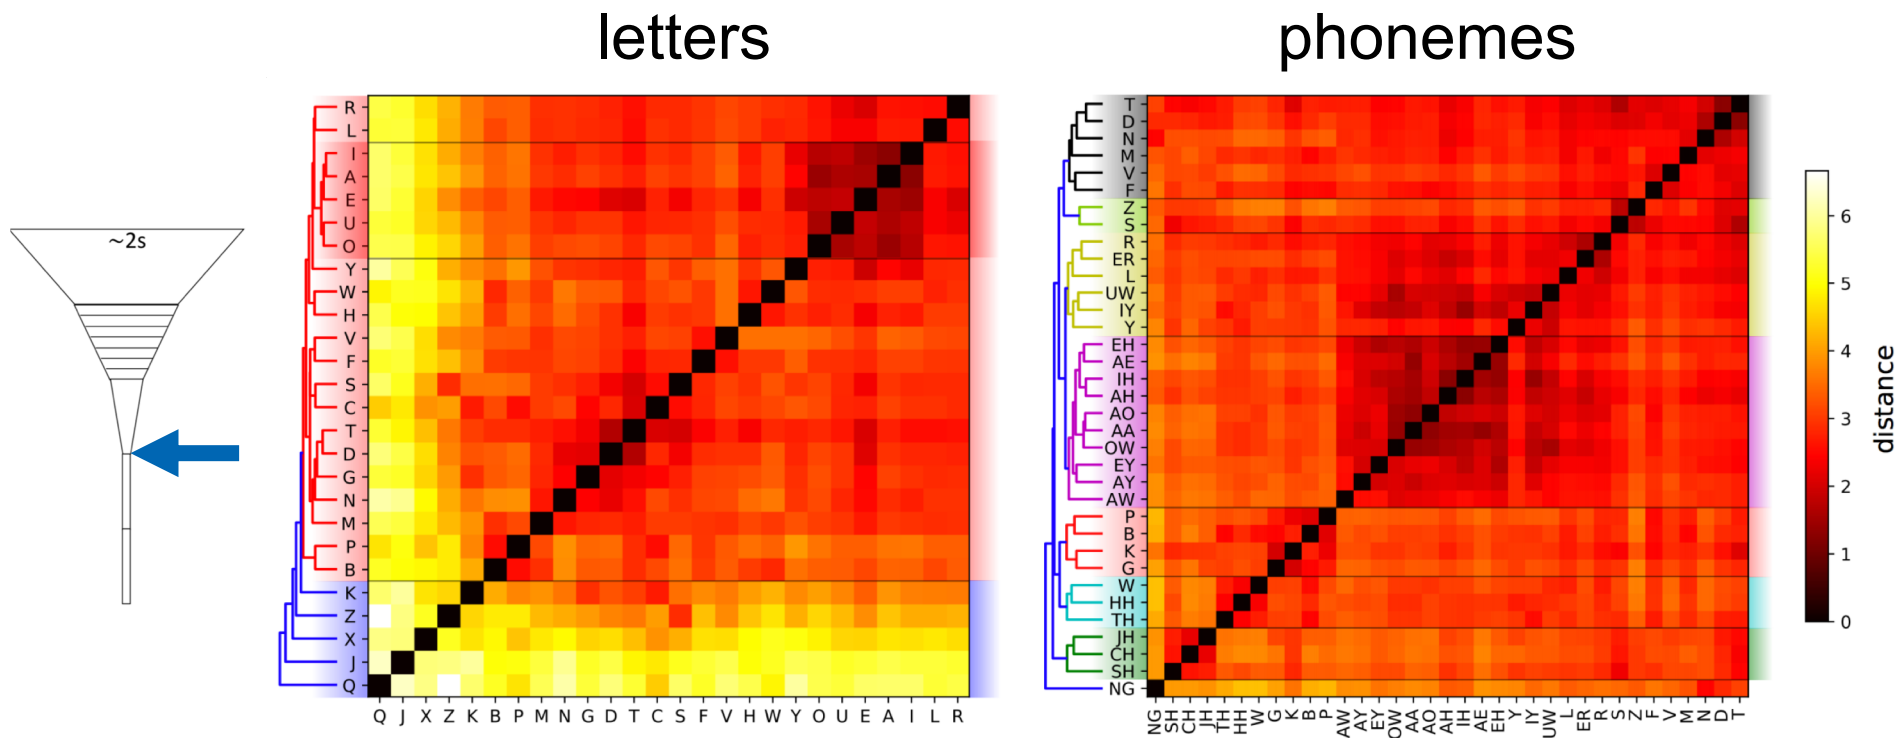 letters
phonemes
~2s
R
L
I
A
E
U
O
Y
W
H
V
F
S
C
T
D
G
N
M
P
B
K
Z
X
J
Q
Q J X Z K B P M N G D T C S F V H W Y O U E A I L R
T
D
N
M
V
F
Z
S
R
ER
L
UW
IY
Y
EH
AE
IH
AH
AO
AA
OW
EY
AY
AW
P
B
K
G
W
HH
TH
JH
CH
SH
NG
NG SH CH JH TH HH W G K B P AW AY EY OW AA AO AH IH AE EH Y IY UW L ER R S Z F V M N D T
6
5
4
3
2
1
0
distance